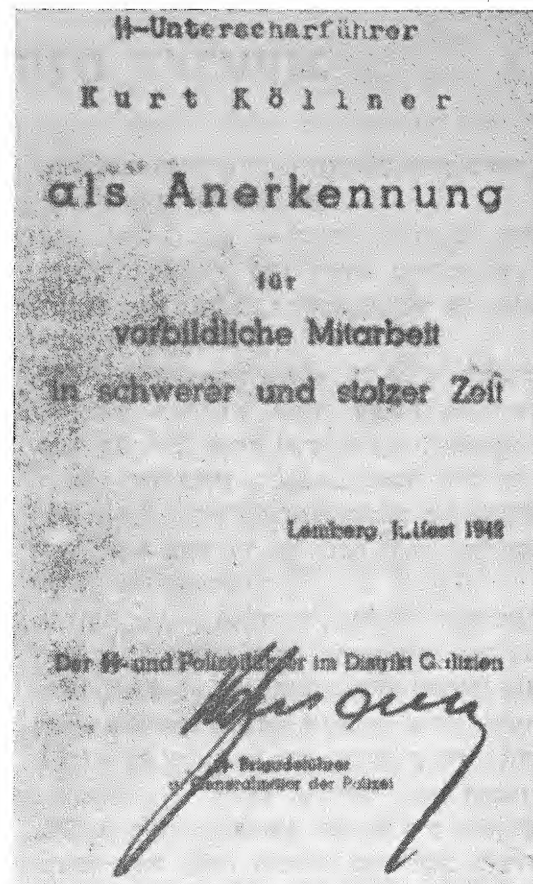 ᛋᛋ-Unterscharführer
Kurt Köllner
als Anerkennung
für
vorbildliche Mitarbeit
in schwerer und stolzer Zeit
Lemberg, Julfest 1942
Der ᛋᛋ- und Polizeiführer im Distrikt Galizien
ᛋᛋ-Brigadeführer
u. Generalmajor der Polizei